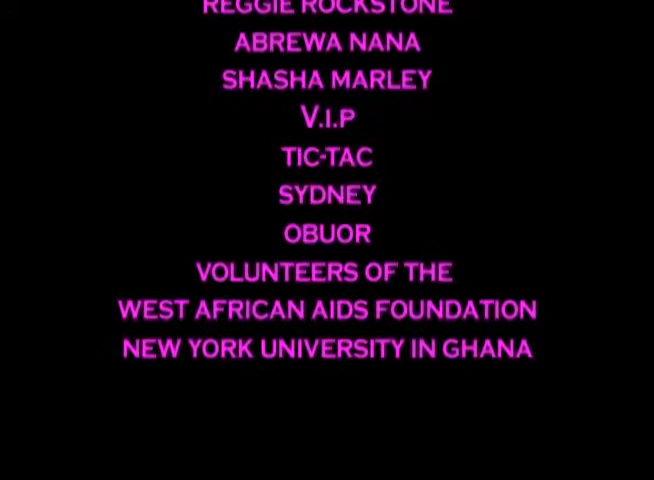 REGGIE ROCKSTONE
ABREWA NANA
SHASHA MARLEY
V.I.P
TIC-TAC
SYDNEY
OBUOR
VOLUNTEERS OF THE
WEST AFRICAN AIDS FOUNDATION
NEW YORK UNIVERSITY IN GHANA